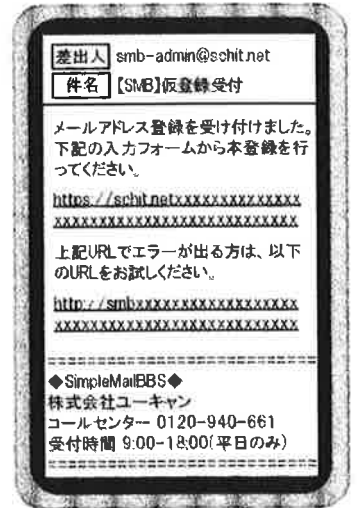 差出人 smb-admin@schit.net
件名 【SMB】仮登録受付
メールアドレス登録を受け付けました。
下記の入力フォームから本登録を行
ってください。
https://schit.netxxxxxxxxxxxxxx
xxxxxxxxxxxxxxxxxxxxxxxxxxx
上記URLでエラーが出る方は、以下
のURLをお試しください。
http://smbxxxxxxxxxxxxxxxxxx
xxxxxxxxxxxxxxxxxxxxxxxxxxx
==============================
◆SimpleMailBBS◆
株式会社ユーキャン
コールセンター 0120-940-661
受付時間 9:00-18:00(平日のみ)
==============================